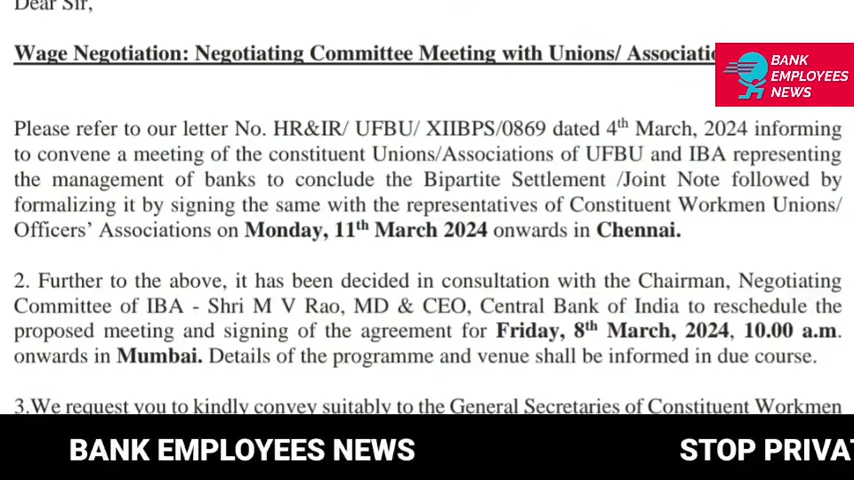 Dear Sir,
Wage Negotiation: Negotiating Committee Meeting with Unions/
BANK
EMPLOYEES
NEWS
Please refer to our letter No. HR&IR/ UFBU/ XIIBPS/0869 dated 4th March, 2024 informing
to convene a meeting of the constituent Unions/Associations of UFBU and IBA representing
the management of banks to conclude the Bipartite Settlement /Joint Note followed by
formalizing it by signing the same with the representatives of Constituent Workmen Unions/
Officers’ Associations on Monday, 11th March 2024 onwards in Chennai.
2. Further to the above, it has been decided in consultation with the Chairman, Negotiating
Committee of IBA - Shri M V Rao, MD & CEO, Central Bank of India to reschedule the
proposed meeting and signing of the agreement for Friday, 8th March, 2024, 10.00 a.m.
onwards in Mumbai. Details of the programme and venue shall be informed in due course.
3.We request you to kindly convey suitably to the General Secretaries of Constituent Workmen
BANK EMPLOYEES NEWS
STOP